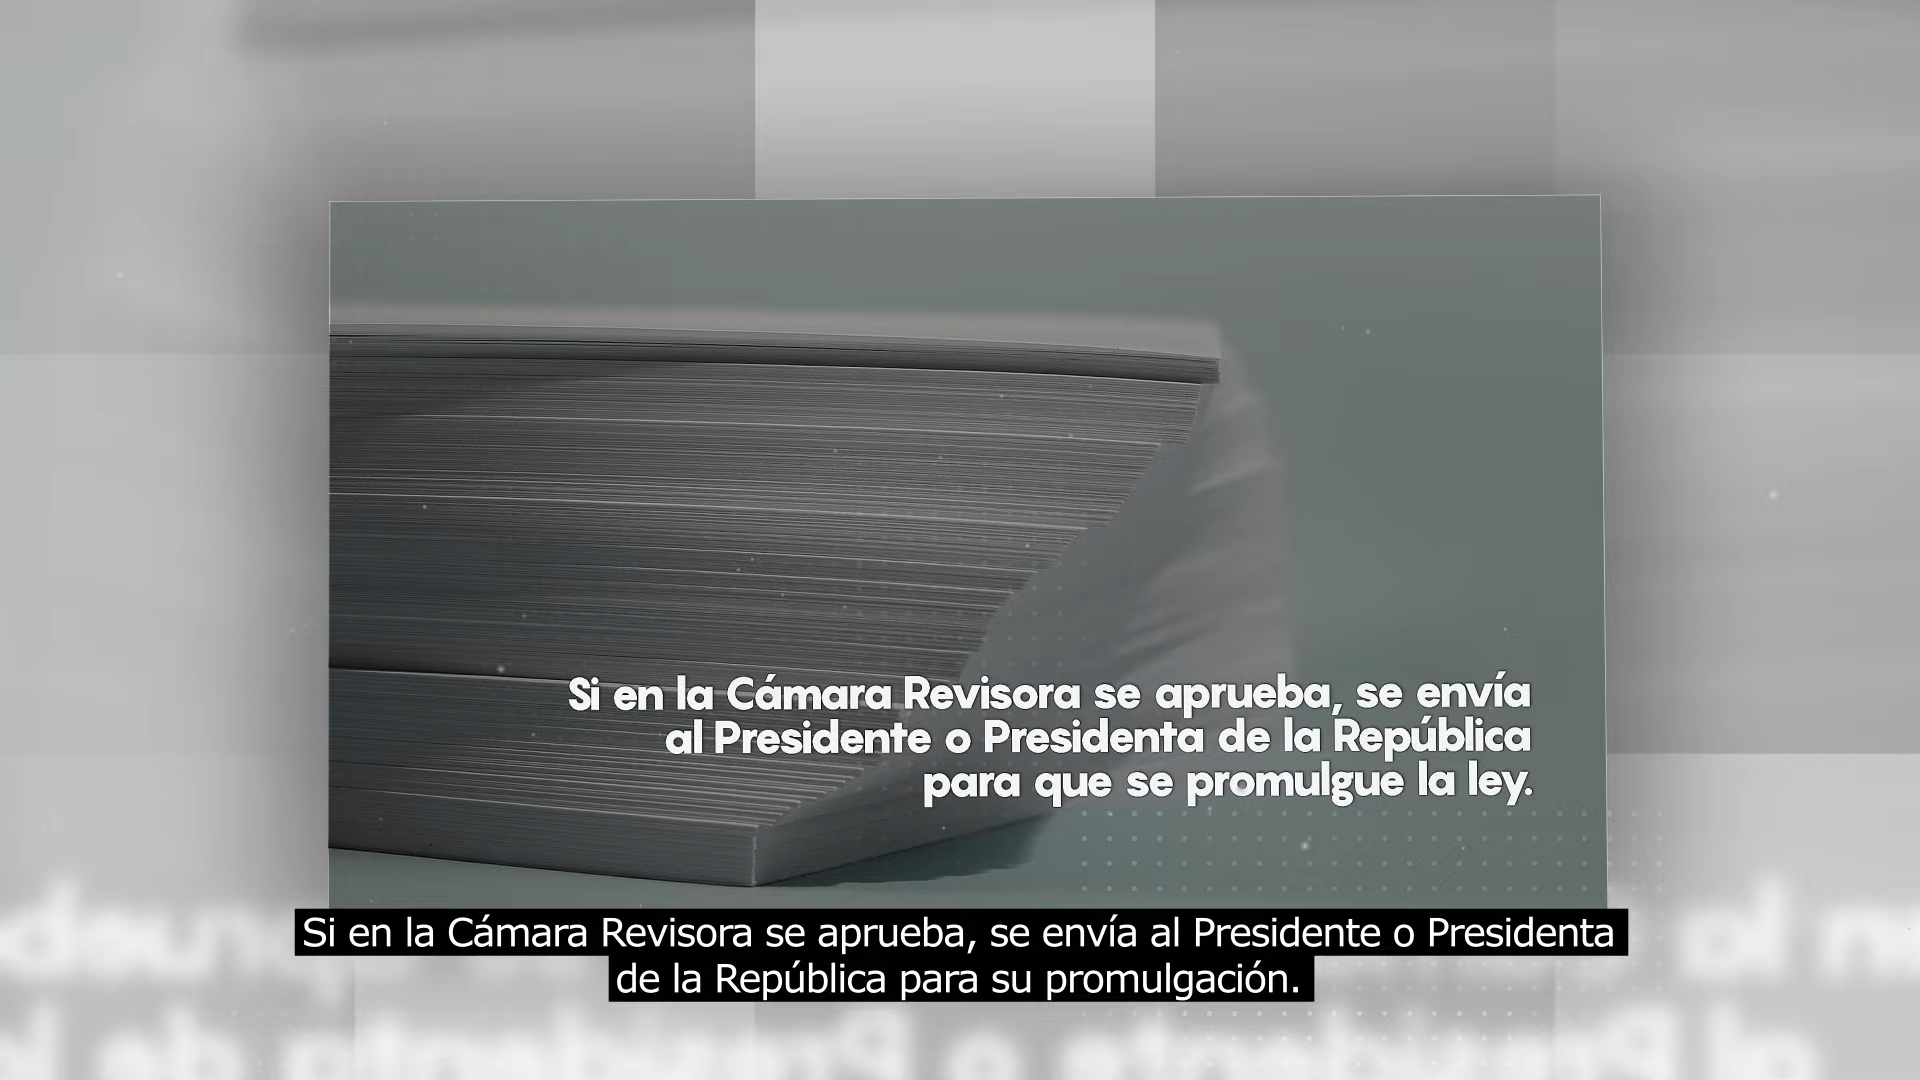 Si en la Cámara Revisora se aprueba, se envía
al Presidente o Presidenta de la República
para que se promulgue la ley.
Si en la Cámara Revisora se aprueba, se envía al Presidente o Presidenta
de la República para su promulgación.